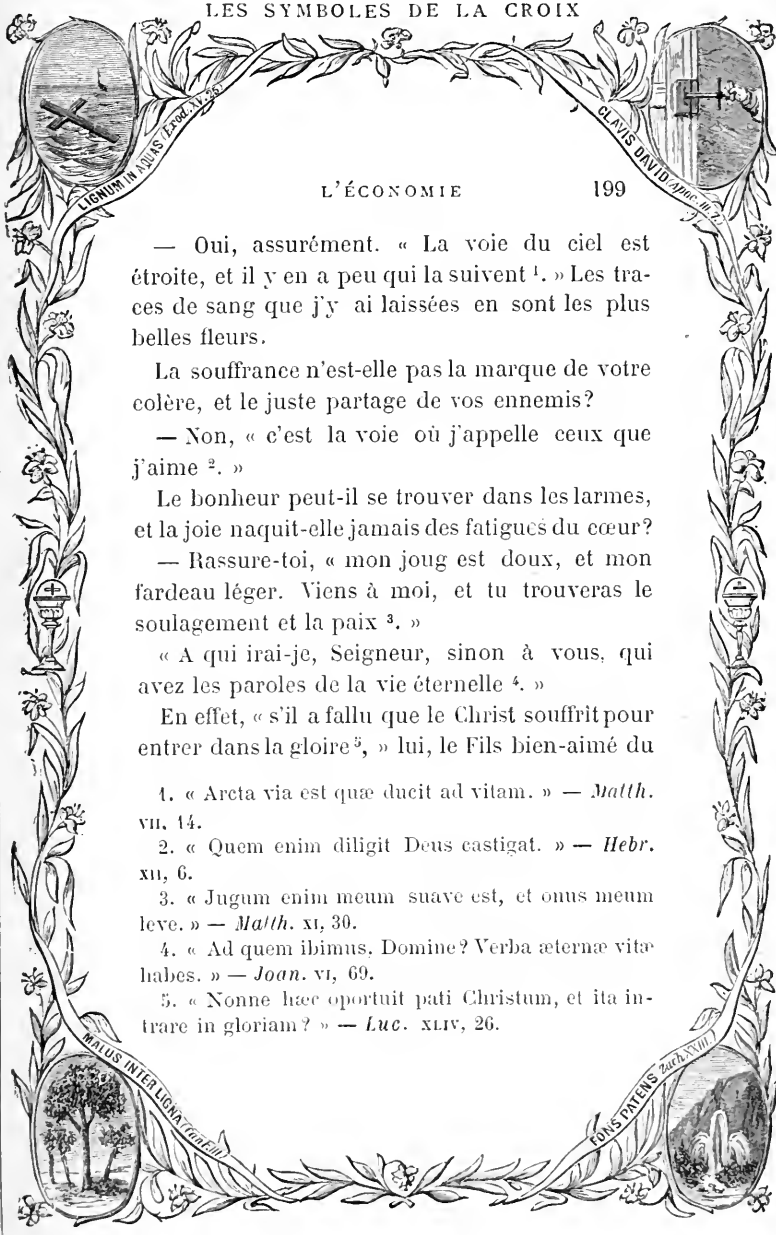 LES SYMBOLES DE LA CROIX
LIGNUM IN AQUAS (Exod. XV. 25)
CLAVIS DAVID (Apoc. III. 7.)
L'ÉCONOMIE 199
— Oui, assurément. « La voie du ciel est
étroite, et il y en a peu qui la suivent ¹. » Les tra-
ces de sang que j'y ai laissées en sont les plus
belles fleurs.
La souffrance n'est-elle pas la marque de votre
colère, et le juste partage de vos ennemis?
— Non, « c'est la voie où j'appelle ceux que
j'aime ². »
Le bonheur peut-il se trouver dans les larmes,
et la joie naquit-elle jamais des fatigues du cœur?
— Rassure-toi, « mon joug est doux, et mon
fardeau léger. Viens à moi, et tu trouveras le
soulagement et la paix ³. »
« A qui irai-je, Seigneur, sinon à vous, qui
avez les paroles de la vie éternelle ⁴. »
En effet, « s'il a fallu que le Christ souffrit pour
entrer dans la gloire ⁵, » lui, le Fils bien-aimé du
1. « Arcta via est quæ ducit ad vitam. » — Matth.
VII, 14.
2. « Quem enim diligit Deus castigat. » — Hebr.
XII, 6.
3. « Jugum enim meum suave est, et onus meum
leve. » — Matth. XI, 30.
4. « Ad quem ibimus, Domine? Verba æternæ vitæ
habes. » — Joan. VI, 69.
5. « Nonne hæc oportuit pati Christum, et ita in-
trare in gloriam? » — Luc. XLIV, 26.
MALUS INTER LIGNA
FONS PATENS Zach. XXIII.